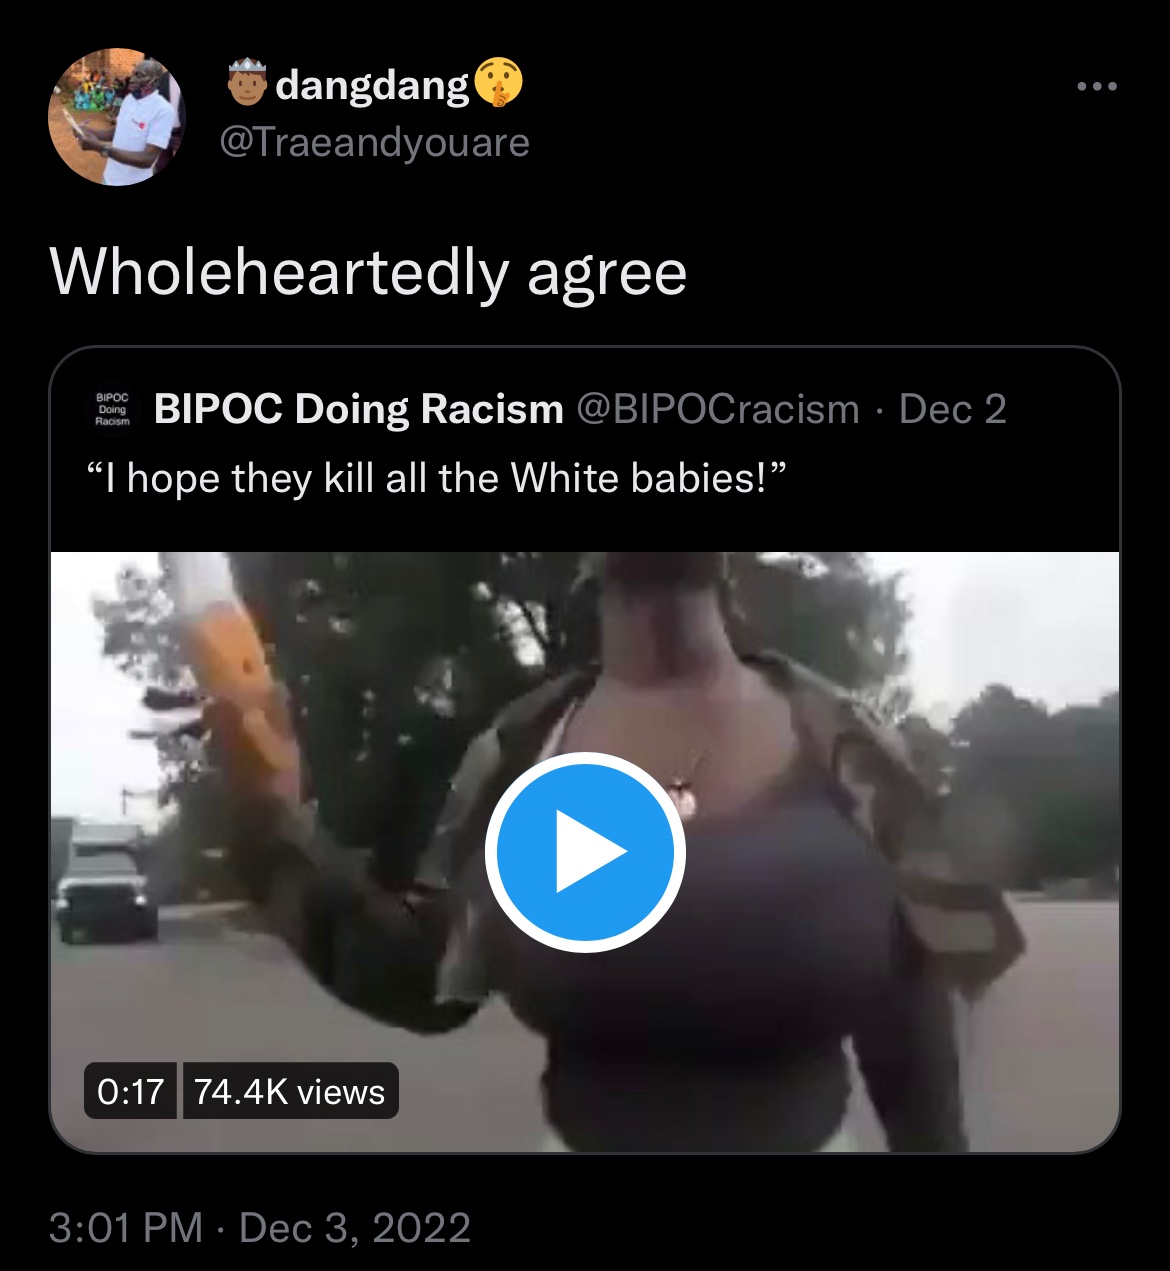 dangdang
@Traeandyouare
Wholeheartedly agree
BIPOC Doing Racism
BIPOC Doing Racism @BIPOCracism · Dec 2
“I hope they kill all the White babies!”
0:17 74.4K views
3:01 PM · Dec 3, 2022